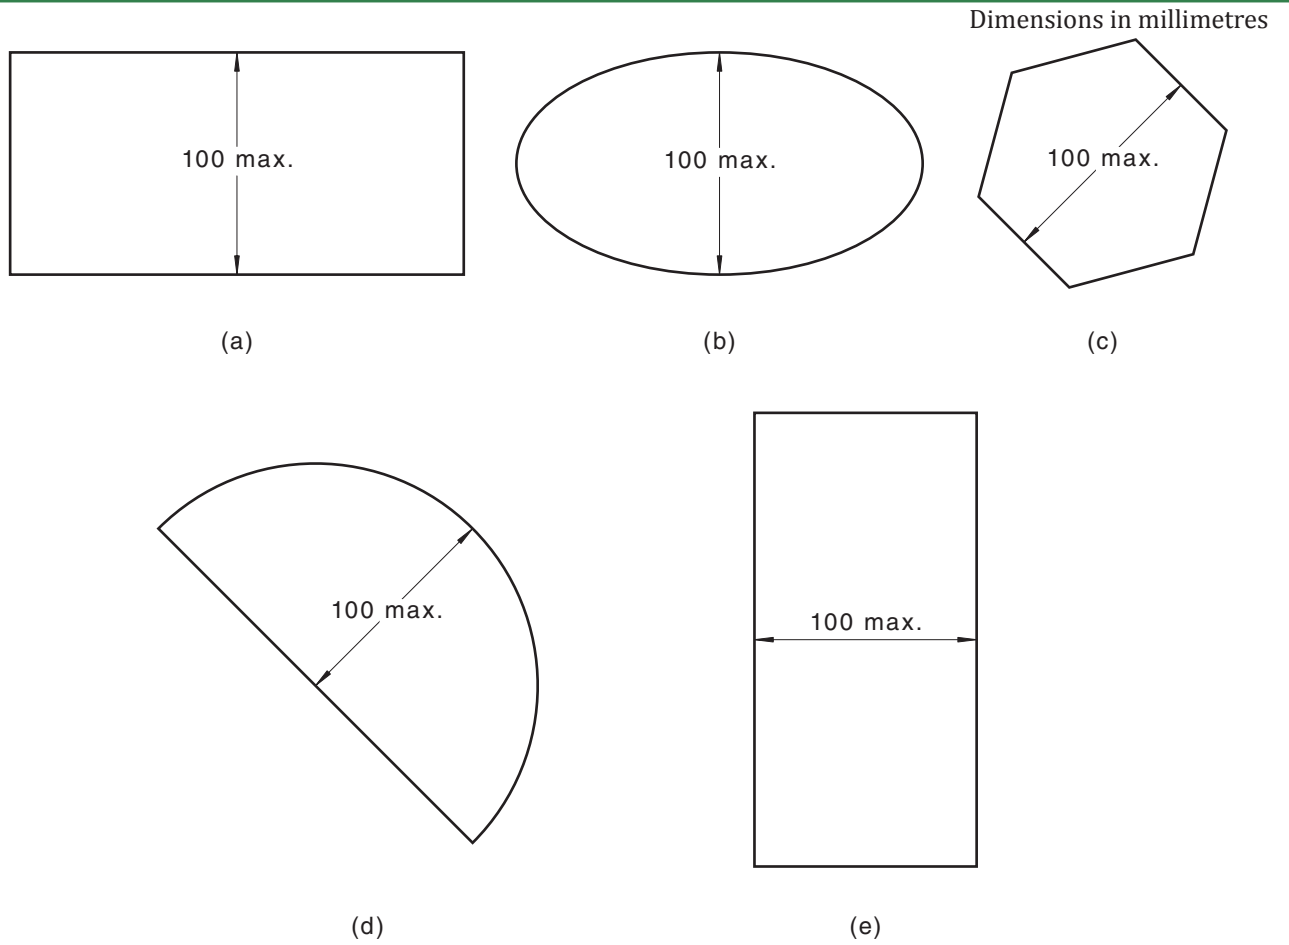 Dimensions in millimetres
100 max.
100 max.
100 max.
(a)
(b)
(c)
100 max.
100 max.
(d)
(e)